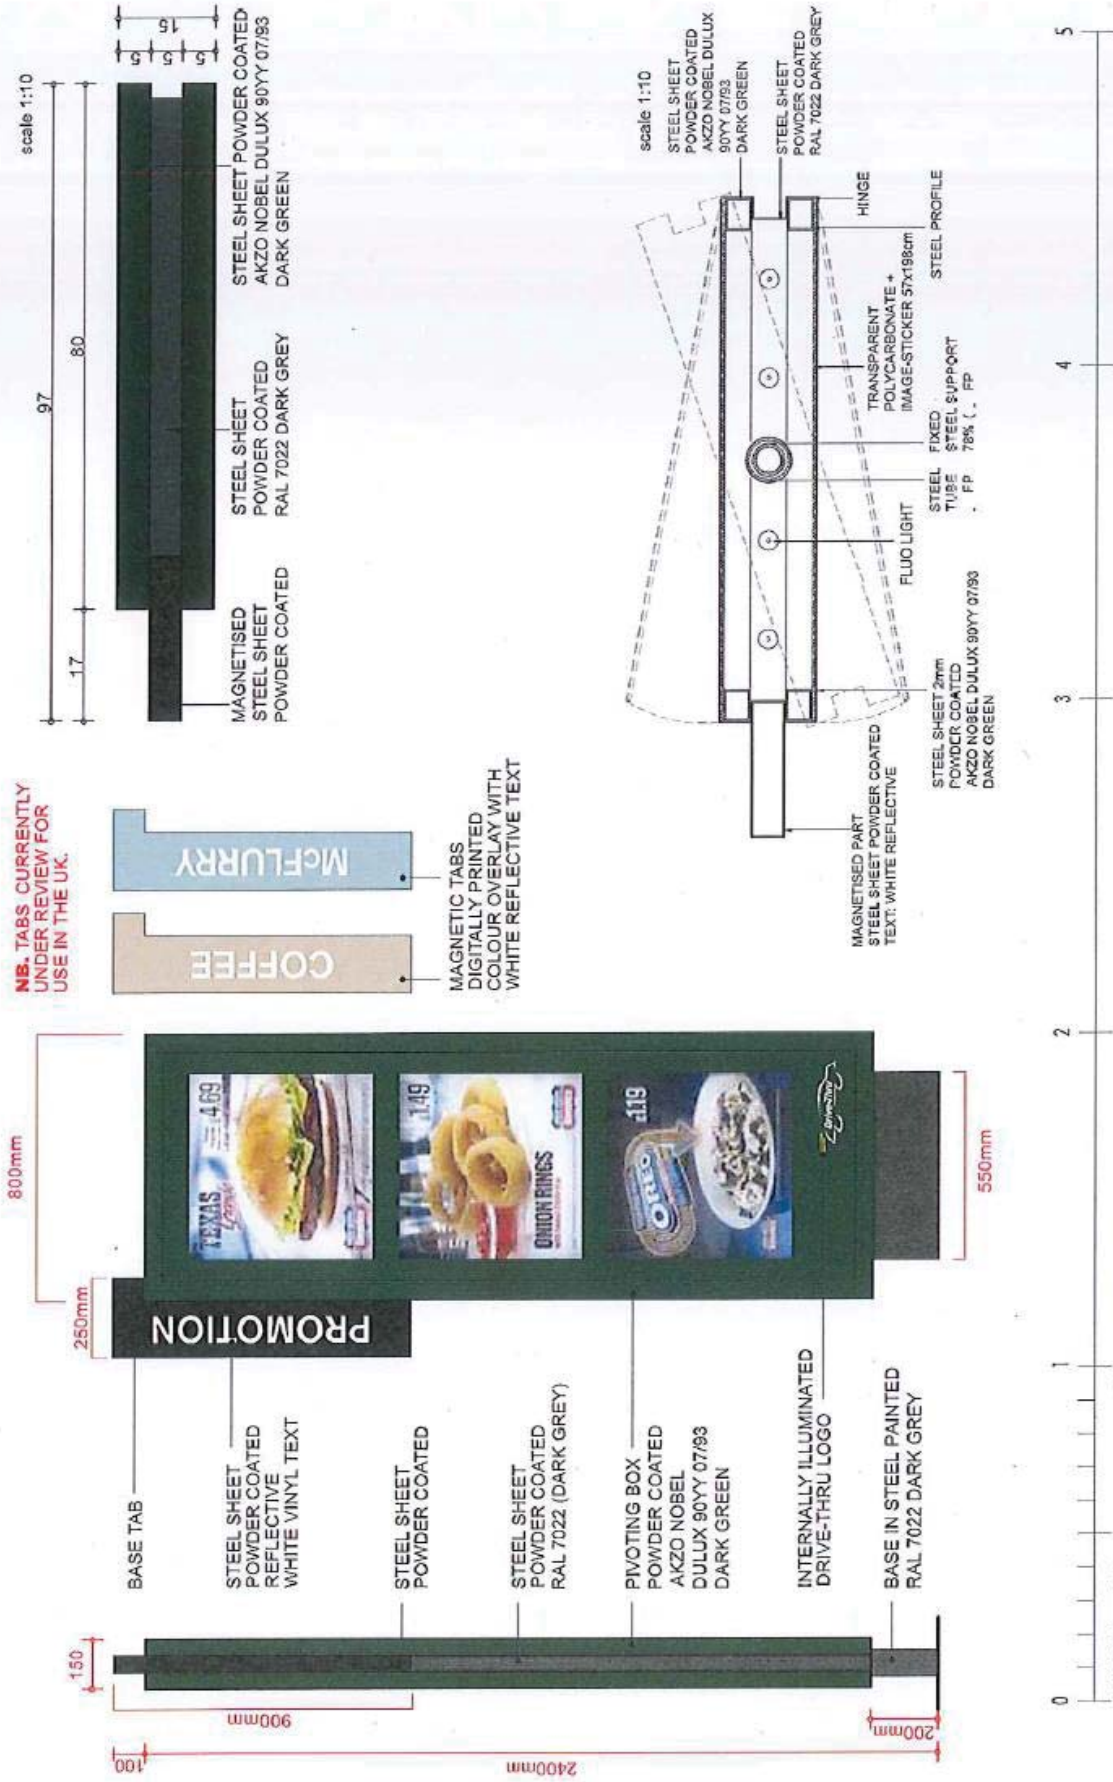 NB. TABS CURRENTLY
UNDER REVIEW FOR
USE IN THE UK.
800mm
250mm
BASE TAB
STEEL SHEET
POWDER COATED
REFLECTIVE
WHITE VINYL TEXT
STEEL SHEET
POWDER COATED
STEEL SHEET
POWDER COATED
RAL 7022 (DARK GREY)
PIVOTING BOX
POWDER COATED
AKZO NOBEL
DULUX 90YY 07/93
DARK GREEN
INTERNALLY ILLUMINATED
DRIVE-THRU LOGO
BASE IN STEEL PAINTED
RAL 7022 DARK GREY
150
100
900mm
2400mm
200mm
PROMOTION
TEXAS
4.69
1.49
ONION RINGS
OREO
£1.19
550mm
COFFEE
McFLURRY
MAGNETIC TABS
DIGITALLY PRINTED
COLOUR OVERLAY WITH
WHITE REFLECTIVE TEXT
scale 1:10
97
17
80
5
5
5
15
MAGNETISED
STEEL SHEET
POWDER COATED
STEEL SHEET
POWDER COATED
RAL 7022 DARK GREY
STEEL SHEET POWDER COATED
AKZO NOBEL DULUX 90YY 07/93
DARK GREEN
scale 1:10
STEEL SHEET
POWDER COATED
AKZO NOBEL DULUX
90YY 07/93
DARK GREEN
STEEL SHEET
POWDER COATED
RAL 7022 DARK GREY
HINGE
STEEL PROFILE
TRANSPARENT
POLYCARBONATE +
IMAGE-STICKER 57x198cm
FIXED
STEEL SUPPORT
78% ( . FP
STEEL
TUBE
. FP
FLUO LIGHT
STEEL SHEET 2mm
POWDER COATED
AKZO NOBEL DULUX 90YY 07/93
DARK GREEN
MAGNETISED PART
STEEL SHEET POWDER COATED
TEXT: WHITE REFLECTIVE
0
1
2
3
4
5